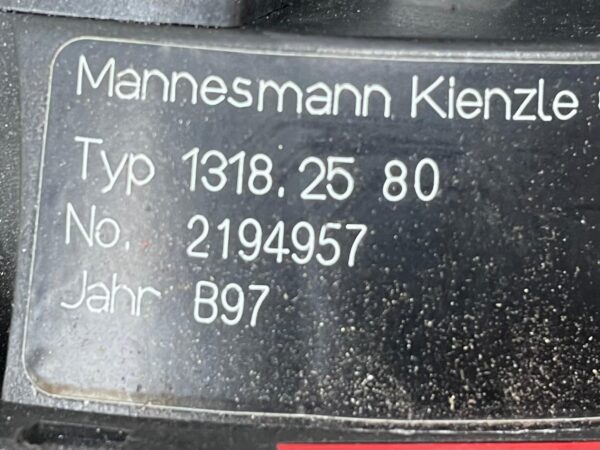 Mannesmann Kienzle
Typ 1318.25 80
No. 2194957
Jahr B97